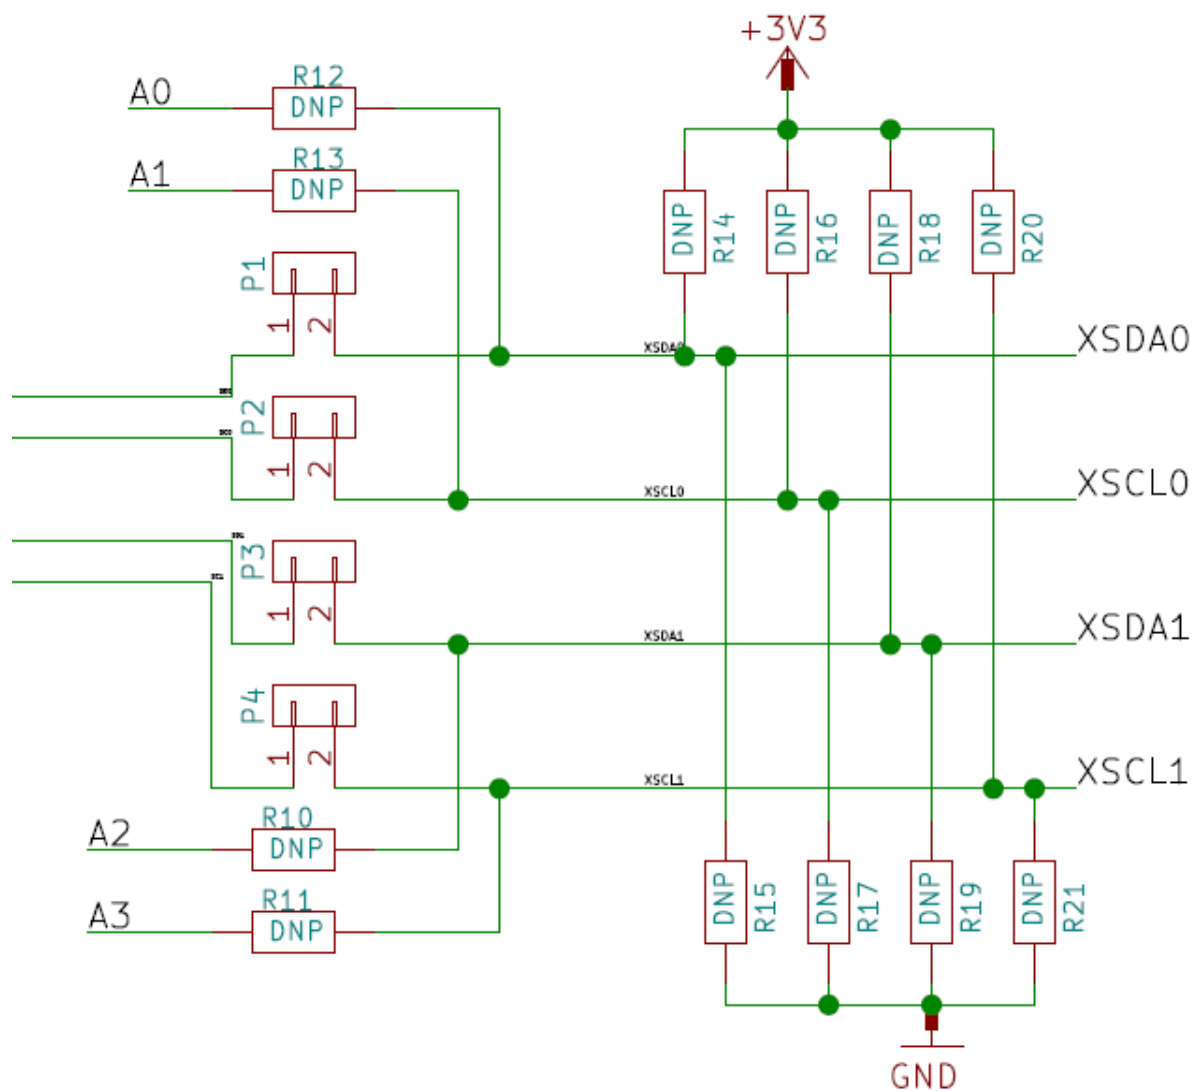 +3V3
A0
R12
DNP
A1
R13
DNP
P1
1
2
DNP
R14
DNP
R16
DNP
R18
DNP
R20
XSDA0
XSDA0
P2
1
2
XSCL0
XSCL0
P3
1
2
XSDA1
XSDA1
P4
1
2
XSCL1
XSCL1
A2
R10
DNP
A3
R11
DNP
DNP
R15
DNP
R17
DNP
R19
DNP
R21
GND